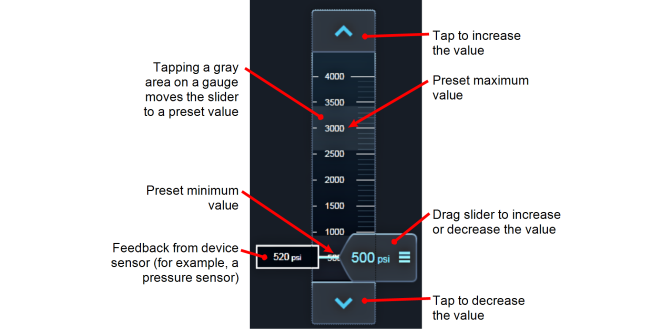 Tap to increase
the value
Tapping a gray
area on a gauge
moves the slider
to a preset value
4000
Preset maximum
value
3500
3000
2500
2000
Preset minimum
value
1500
1000
Drag slider to increase
or decrease the value
Feedback from device
sensor (for example, a
pressure sensor)
520 psi
500
500 psi
Tap to decrease
the value